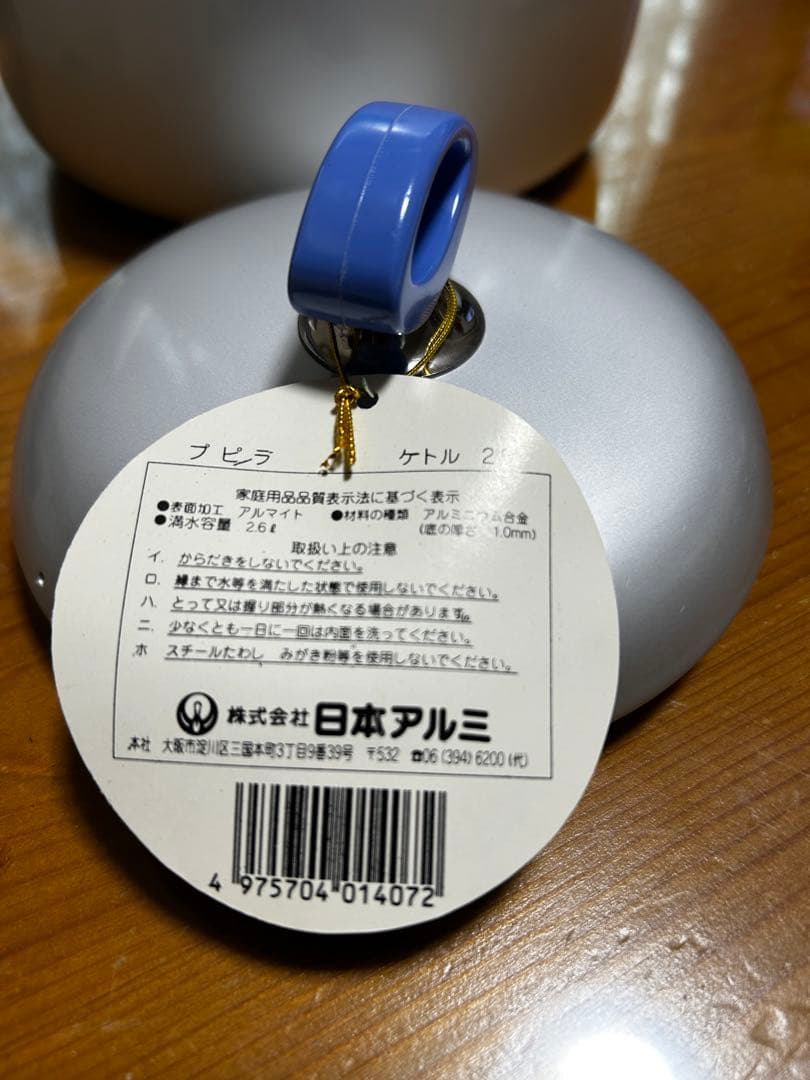 プピラ ケトル 2
家庭用品品質表示法に基づく表示
●表面加工 アルマイト ●材料の種類 アルミニウム合金
●満水容量 2.6ℓ (底の厚さ 1.0mm)
取扱い上の注意
イ. からだきをしないでください。
ロ. 縁まで水等を満たした状態で使用しないでください。
ハ. とって又は握り部分が熱くなる場合があります。
ニ. 少なくとも一日に一回は内面を洗ってください。
ホ スチールたわし みがき粉等を使用しないでください。
株式会社 日本アルミ
本社 大阪市淀川区三国本町3丁目9番39号 〒532 ☎06(394)6200(代)
4 975704 014072